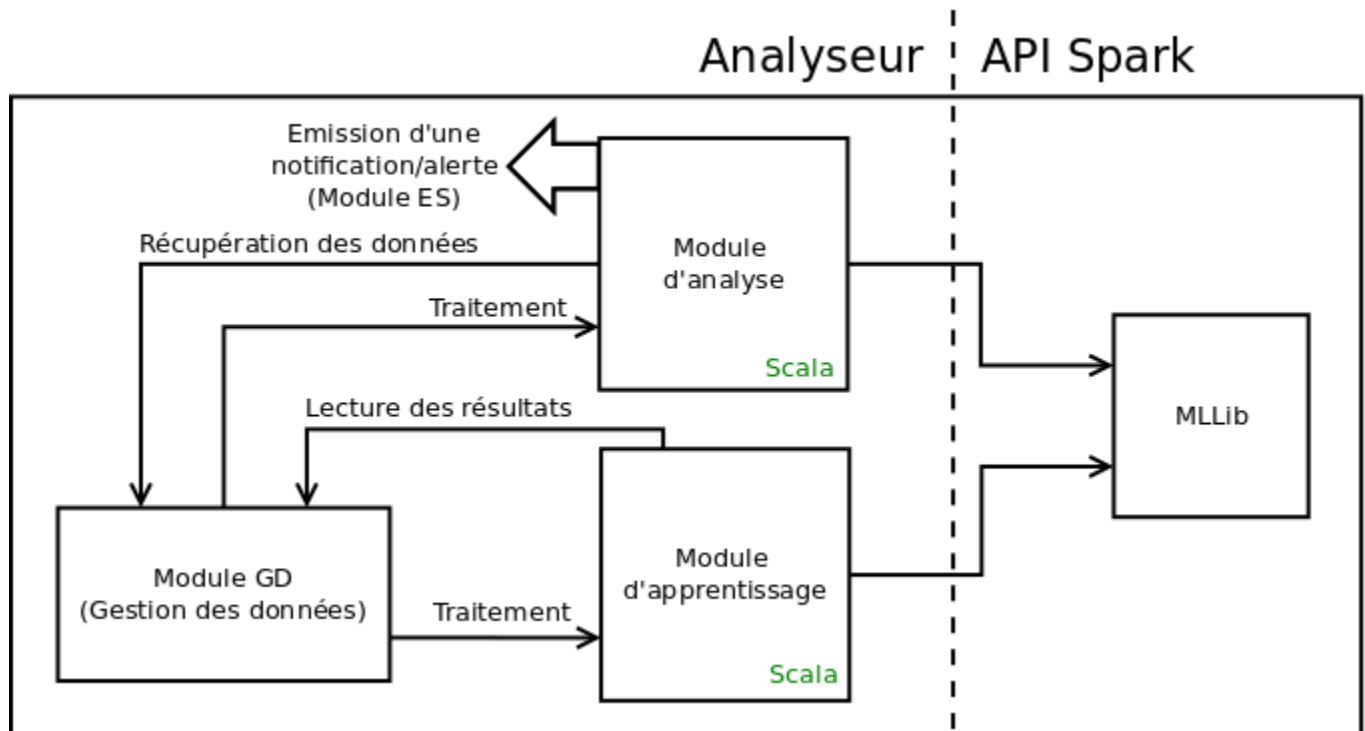 Analyseur
API Spark
Emission d'une
notification/alerte
(Module ES)
Récupération des données
Module
d'analyse
Traitement
Scala
Lecture des résultats
MLLib
Module GD
(Gestion des données)
Module
d'apprentissage
Traitement
Scala